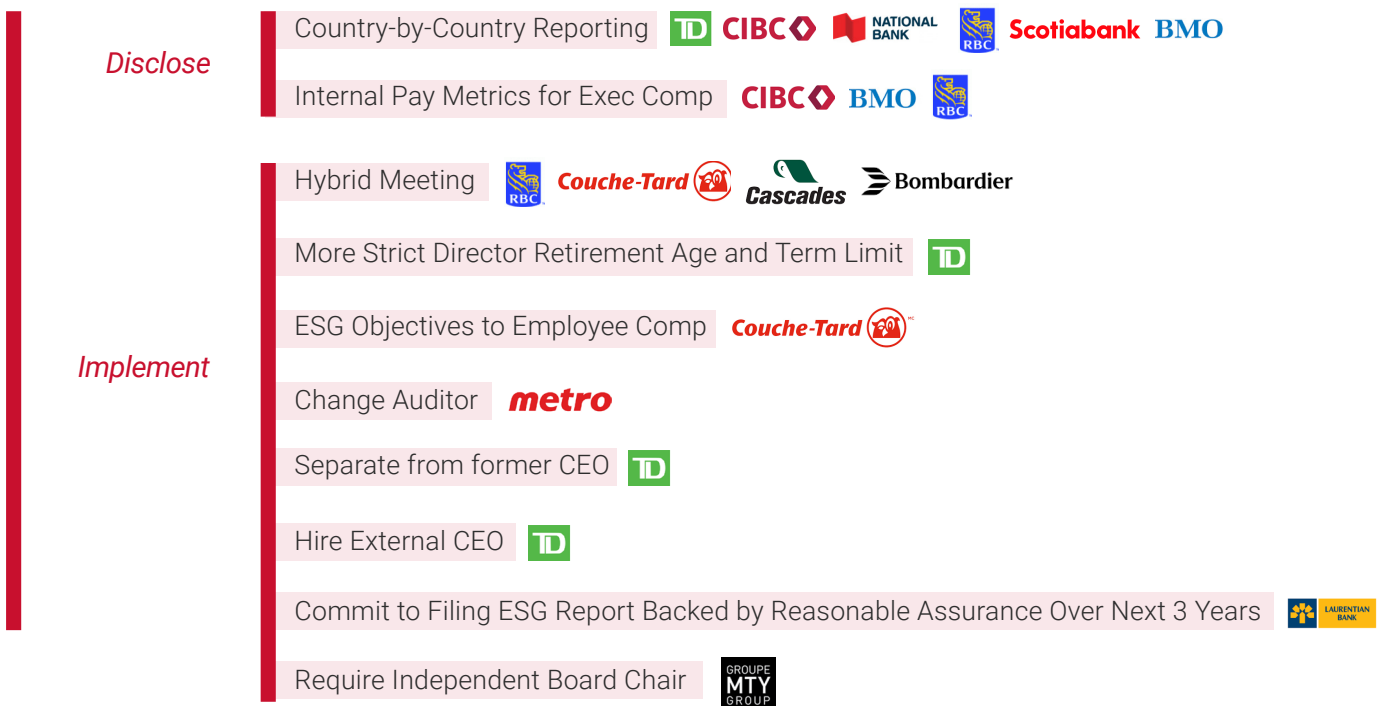 Disclose
Country-by-Country Reporting TD CIBC NATIONAL BANK RBC Scotiabank BMO
Internal Pay Metrics for Exec Comp CIBC BMO RBC
Implement
Hybrid Meeting RBC Couche-Tard Cascades Bombardier
More Strict Director Retirement Age and Term Limit TD
ESG Objectives to Employee Comp Couche-Tard MC
Change Auditor metro
Separate from former CEO TD
Hire External CEO TD
Commit to Filing ESG Report Backed by Reasonable Assurance Over Next 3 Years LAURENTIAN BANK
Require Independent Board Chair GROUPE MTY GROUP